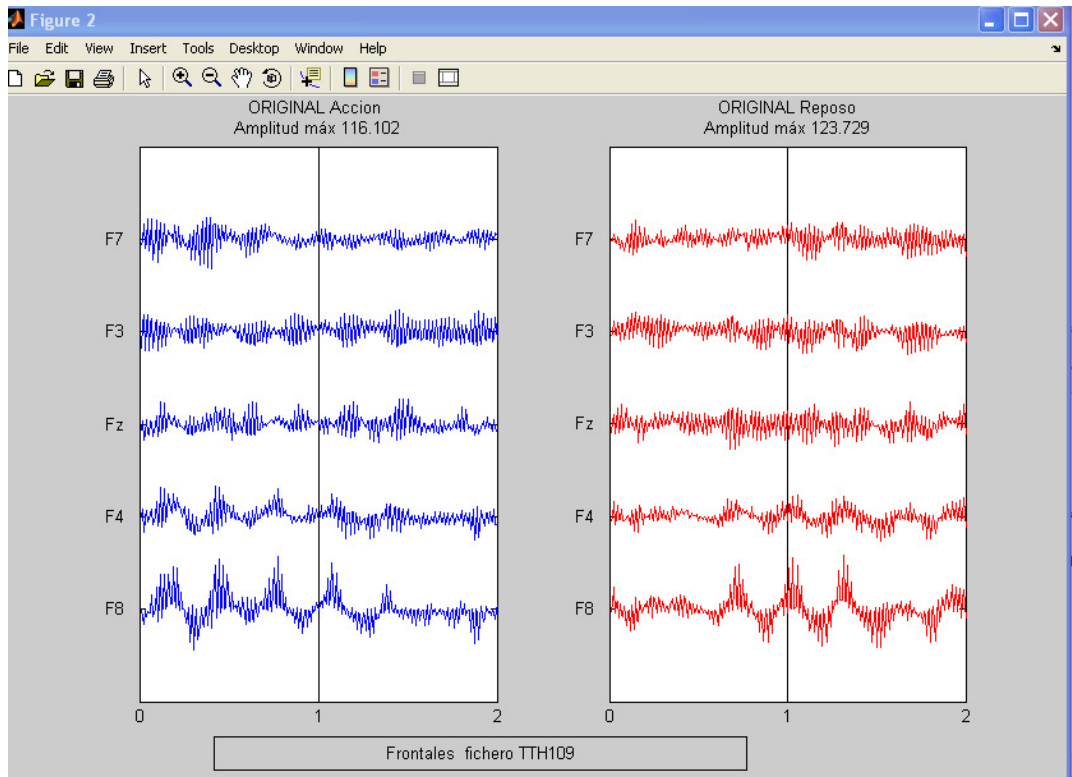 Figure 2
File Edit View Insert Tools Desktop Window Help
ORIGINAL Accion
Amplitud máx 116.102
F7
F3
Fz
F4
F8
0 1 2
ORIGINAL Reposo
Amplitud máx 123.729
F7
F3
Fz
F4
F8
0 1 2
Frontales fichero TTH109